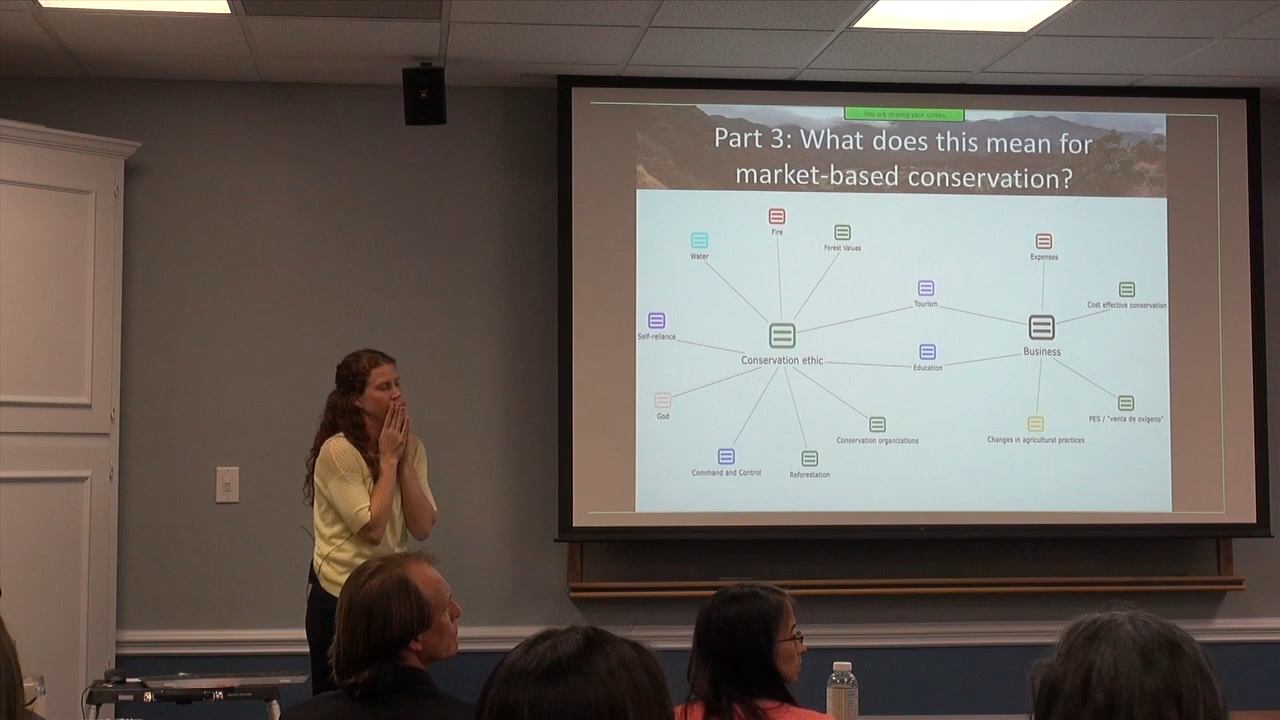 You are sharing your screen
Part 3: What does this mean for
market-based conservation?
Fire
Forest Values
Water
Expenses
Tourism
Cost effective conservation
Self-reliance
Business
Conservation ethic
Education
God
PES / "venta de oxigeno"
Conservation organizations
Changes in agricultural practices
Command and Control
Reforestation